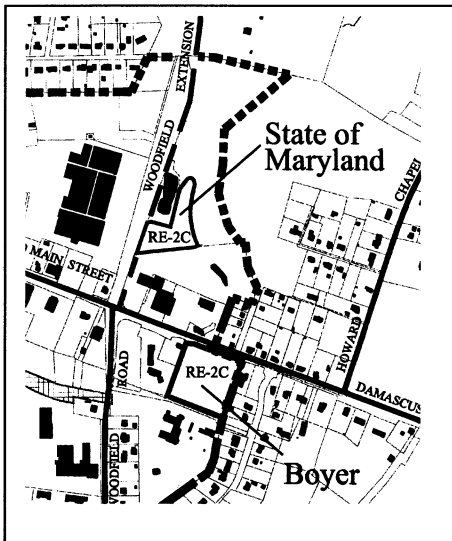 EXTENSION
WOODFIELD
State of
Maryland
CHAPEL
RE-2C
MAIN STREET
HOWARD
RE-2C
ROAD
DAMASCUS
WOODFIELD
Boyer